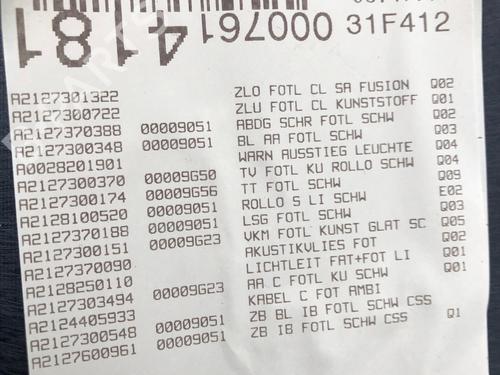 4181
000761 31F412
A2127301322 ZLO FOTL CL SA FUSION Q02
A2127300722 ZLU FOTL CL KUNSTSTOFF Q01
A2127370388 00009051 ABDG SCHR FOTL SCHW Q02
A2127300348 00009051 BL AA FOTL SCHW Q03
A0028201901 WARN AUSSTIEG LEUCHTE Q04
A2127300370 00009G50 TV FOTL KU ROLLO SCHW Q04
A2127300174 00009G56 TT FOTL SCHW Q09
A2128100520 00009051 ROLLO S LI SCHW E02
A2127370188 00009051 LSG FOTL SCHW Q03
A2127300151 00009G23 VKM FOTL KUNST GLAT SC Q05
A2127370090 AKUSTIKVLIES FOT Q02
A2128250110 LICHTLEIT FAT+FOT LI Q01
A2127303494 00009G23 AA C FOTL KU SCHW Q01
A2124405933 KABEL C FOT AMBI
A2127300548 00009051 ZB BL IB FOTL SCHW CSS
A2127600961 00009051 ZB IB FOTL SCHW CSS Q1